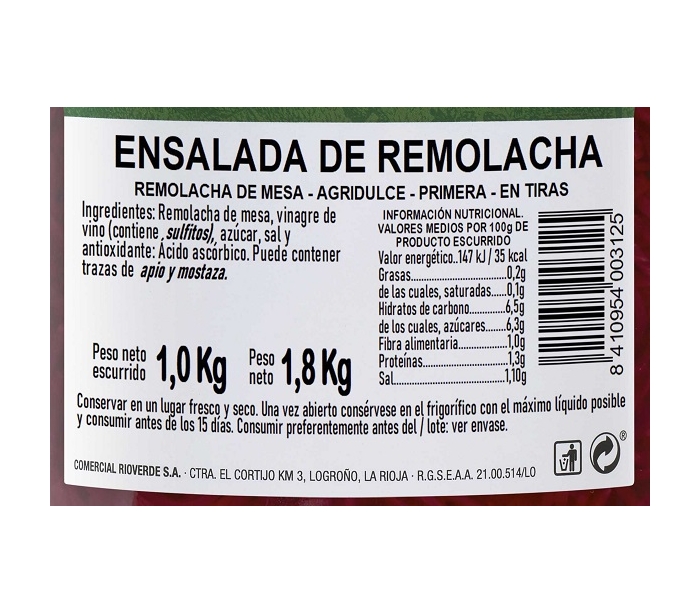 ENSALADA DE REMOLACHA
REMOLACHA DE MESA - AGRIDULCE - PRIMERA - EN TIRAS
Ingredientes: Remolacha de mesa, vinagre de
vino (contiene sulfitos), azúcar, sal y
antioxidante: Ácido ascórbico. Puede contener
trazas de apio y mostaza.
INFORMACIÓN NUTRICIONAL.
VALORES MEDIOS POR 100g DE
PRODUCTO ESCURRIDO
Valor energético..147 kJ / 35 kcal
Grasas..............0,2g
de las cuales, saturadas.....0,1g
Hidratos de carbono.........6,5g
de los cuales, azúcares......6,3g
Fibra alimentaria............1,0g
Proteínas....................1,3g
Sal.........................1,10g
8 410954 003125
Peso neto
escurrido 1,0 Kg
Peso
neto 1,8 Kg
Conservar en un lugar fresco y seco. Una vez abierto consérvese en el frigorífico con el máximo líquido posible
y consumir antes de los 15 días. Consumir preferentemente antes del / lote: ver envase.
COMERCIAL RIOVERDE S.A. · CTRA. EL CORTIJO KM 3, LOGROÑO, LA RIOJA · R.G.S.E.A.A. 21.00.514/LO
®